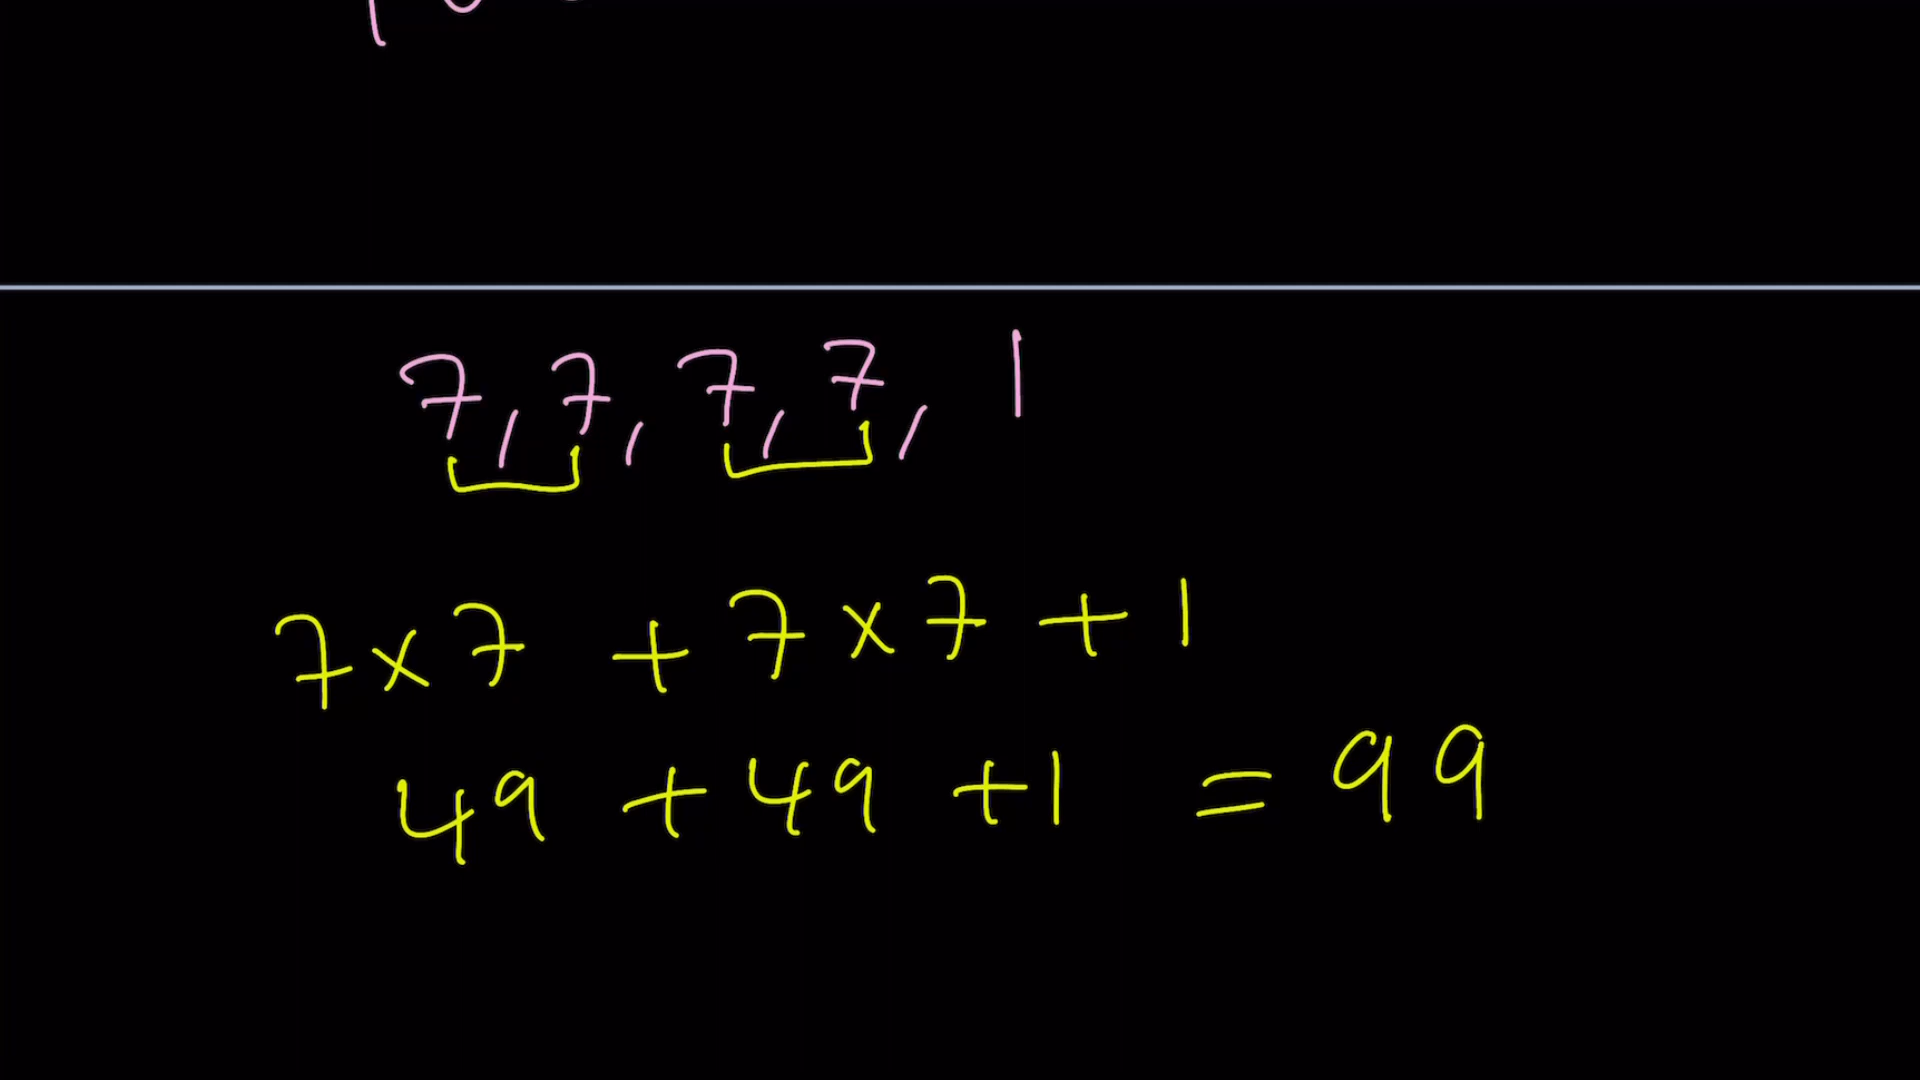 7, 7, 7, 7, 1
7 × 7 + 7 × 7 + 1
49 + 49 + 1 = 99